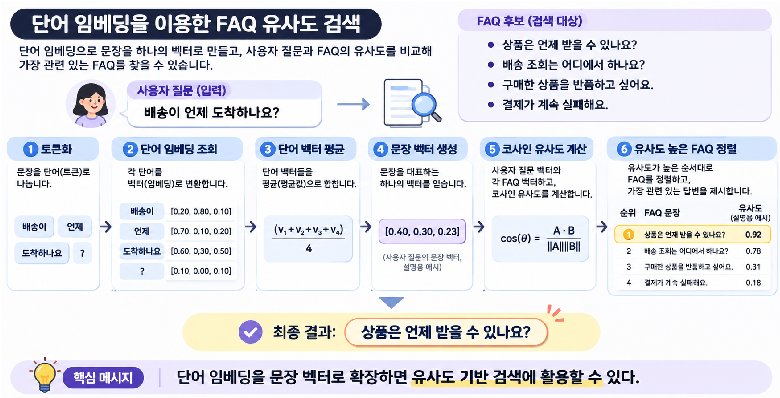 단어 임베딩을 이용한 FAQ 유사도 검색
단어 임베딩으로 문장을 하나의 벡터로 만들고, 사용자 질문과 FAQ의 유사도를 비교해
가장 관련 있는 FAQ를 찾을 수 있습니다.
사용자 질문 (입력)
배송이 언제 도착하나요?
FAQ 후보 (검색 대상)
• 상품은 언제 받을 수 있나요?
• 배송 조회는 어디에서 하나요?
• 구매한 상품을 반품하고 싶어요.
• 결제가 계속 실패해요.
1 토큰화
문장을 단어(토큰)로
나눕니다.
배송이 언제
도착하나요 ?
2 단어 임베딩 조회
각 단어를
벡터(임베딩)로 변환합니다.
배송이 [0.20, 0.80, 0.10]
언제 [0.70, 0.10, 0.20]
도착하나요 [0.60, 0.30, 0.50]
? [0.10, 0.00, 0.10]
3 단어 벡터 평균
단어 벡터들을
평균(평균값)으로 합칩니다.
(v₁ + v₂ + v₃ + v₄)
4
4 문장 벡터 생성
문장을 대표하는
하나의 벡터를 얻습니다.
[0.40, 0.30, 0.23]
(사용자 질문의 문장 벡터,
설명용 예시)
5 코사인 유사도 계산
사용자 질문 벡터와
각 FAQ 벡터하고,
코사인 유사도를 계산합니다.
cos(θ) = A · B
||A||||B||
6 유사도 높은 FAQ 정렬
유사도가 높은 순서대로
FAQ를 정렬하고,
가장 관련 있는 답변을 제시합니다.
순위 FAQ 문장 유사도
(설명용 예시)
1 상품은 언제 받을 수 있나요? 0.92
2 배송 조회는 어디에서 하나요? 0.78
3 구매한 상품을 반품하고 싶어요. 0.31
4 결제가 계속 실패해요. 0.18
최종 결과: 상품은 언제 받을 수 있나요?
핵심 메시지 단어 임베딩을 문장 벡터로 확장하면 유사도 기반 검색에 활용할 수 있다.